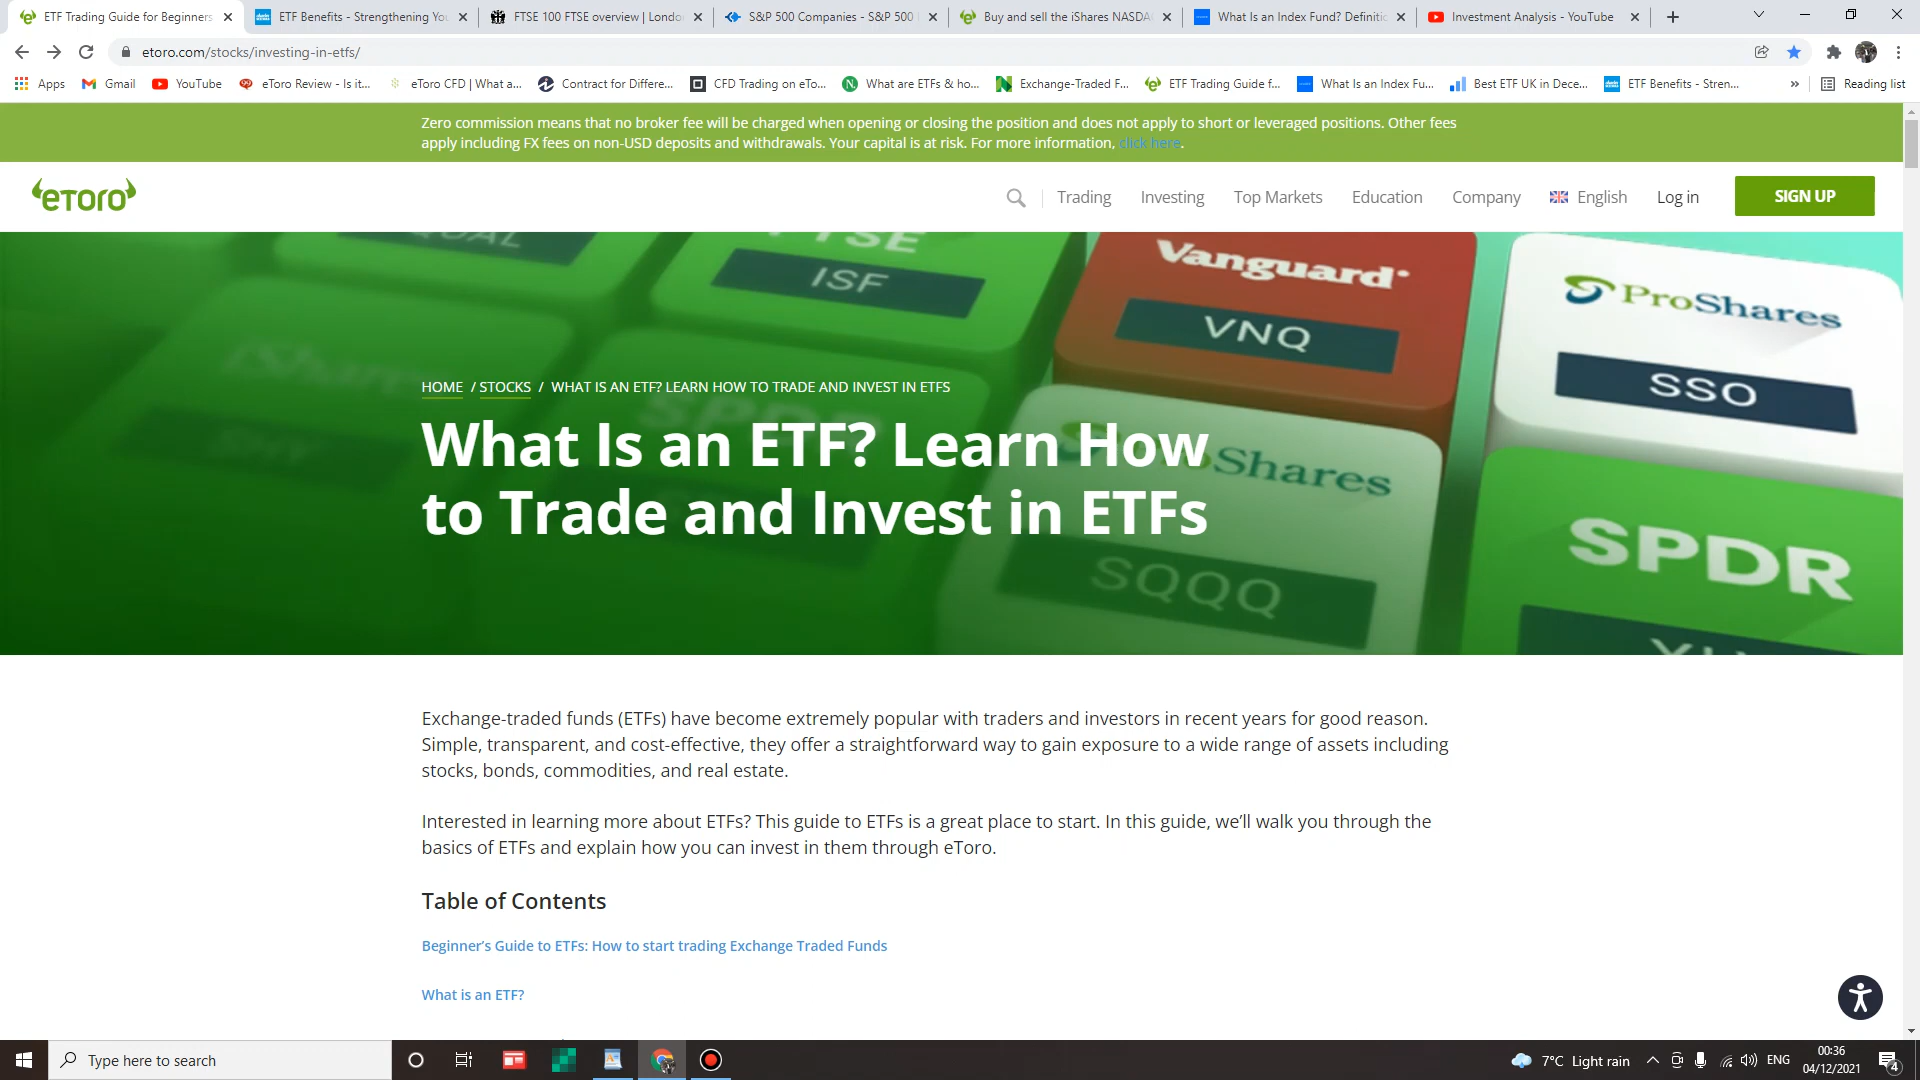 ETF Trading Guide for Beginners
ETF Benefits - Strengthening Yo
FTSE 100 FTSE overview | Londo
S&P 500 Companies - S&P 500
Buy and sell the iShares NASDA
What Is an Index Fund? Definitio
Investment Analysis - YouTube
etoro.com/stocks/investing-in-etfs/
Apps
Gmail
YouTube
eToro Review - Is it...
eToro CFD | What a...
Contract for Differe...
CFD Trading on eTo...
What are ETFs & ho...
Exchange-Traded F...
ETF Trading Guide f...
What Is an Index Fu...
Best ETF UK in Dece...
ETF Benefits - Stren...
»
Reading list
Zero commission means that no broker fee will be charged when opening or closing the position and does not apply to short or leveraged positions. Other fees
apply including FX fees on non-USD deposits and withdrawals. Your capital is at risk. For more information, click here.
eToro
Trading
Investing
Top Markets
Education
Company
English
Log in
SIGN UP
QUAL
FTSE
ISF
Vanguard
VNQ
ProShares
SSO
iShares
SHY
SPDR
ProShares
SQQQ
SPDR
HOME / STOCKS / WHAT IS AN ETF? LEARN HOW TO TRADE AND INVEST IN ETFS
What Is an ETF? Learn How
to Trade and Invest in ETFs
Exchange-traded funds (ETFs) have become extremely popular with traders and investors in recent years for good reason.
Simple, transparent, and cost-effective, they offer a straightforward way to gain exposure to a wide range of assets including
stocks, bonds, commodities, and real estate.
Interested in learning more about ETFs? This guide to ETFs is a great place to start. In this guide, we’ll walk you through the
basics of ETFs and explain how you can invest in them through eToro.
Table of Contents
Beginner’s Guide to ETFs: How to start trading Exchange Traded Funds
What is an ETF?
Type here to search
7°C Light rain
ENG
00:36
04/12/2021
4